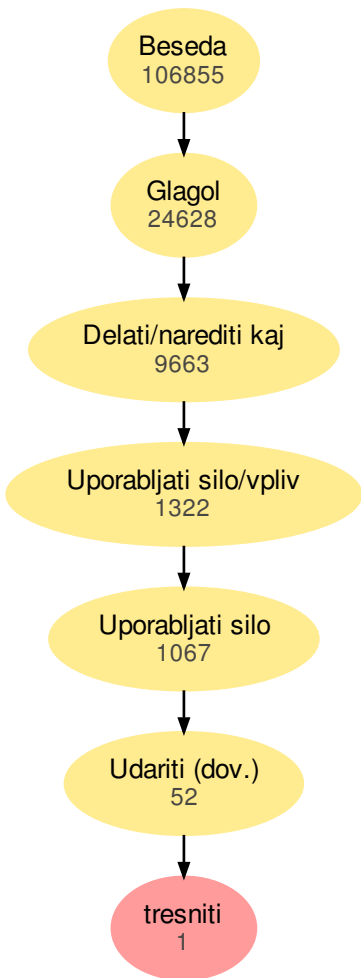 Beseda
106855
Glagol
24628
Delati/narediti kaj
9663
Uporabljati silo/vpliv
1322
Uporabljati silo
1067
Udariti (dov.)
52
tresniti
1